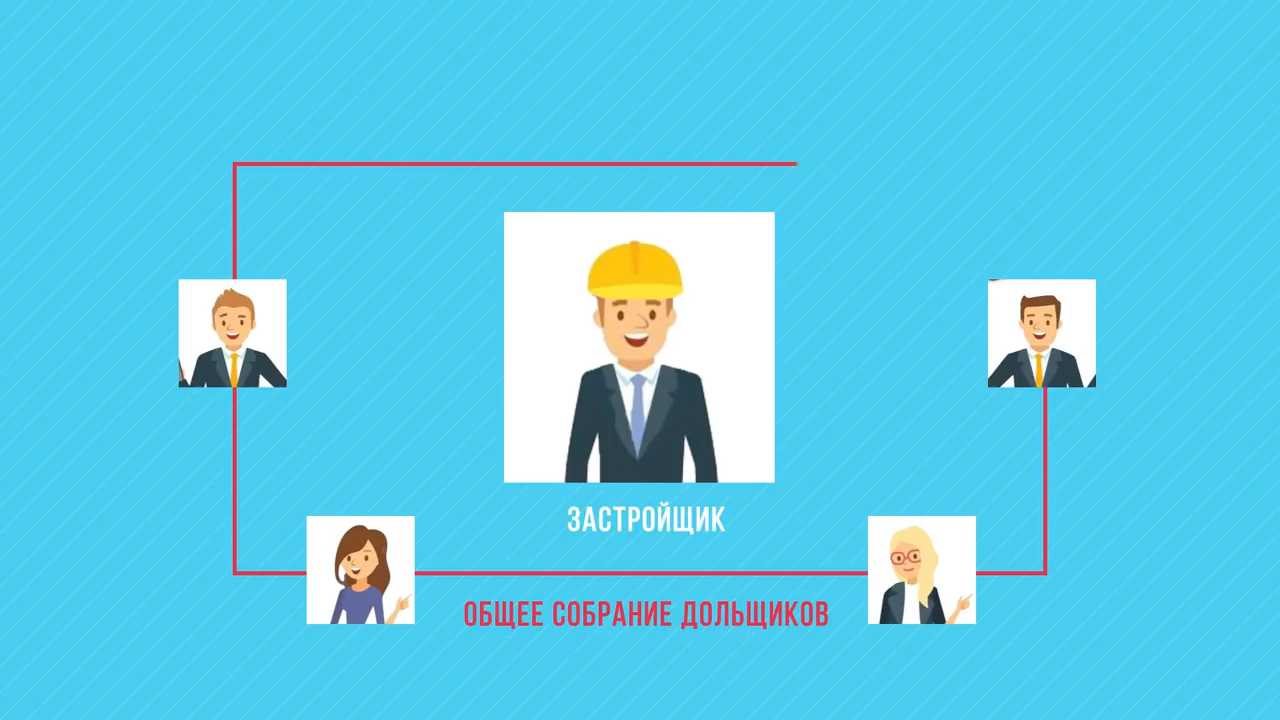 ЗАСТРОЙЩИК
ОБЩЕЕ СОБРАНИЕ ДОЛЬЩИКОВ